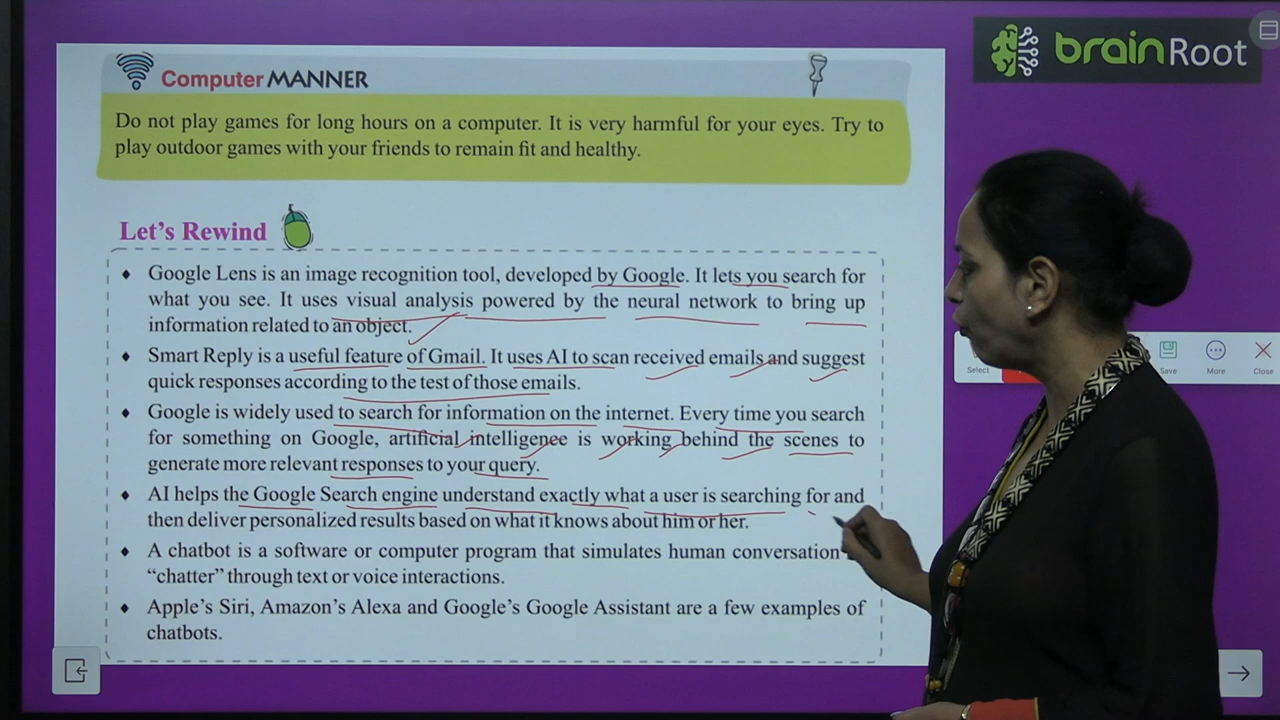 brainRoot
Computer MANNER
Do not play games for long hours on a computer. It is very harmful for your eyes. Try to
play outdoor games with your friends to remain fit and healthy.
Let's Rewind
♦ Google Lens is an image recognition tool, developed by Google. It lets you search for
what you see. It uses visual analysis powered by the neural network to bring up
information related to an object.
♦ Smart Reply is a useful feature of Gmail. It uses AI to scan received emails and suggest
quick responses according to the test of those emails.
♦ Google is widely used to search for information on the internet. Every time you search
for something on Google, artificial intelligence is working behind the scenes to
generate more relevant responses to your query.
♦ AI helps the Google Search engine understand exactly what a user is searching for and
then deliver personalized results based on what it knows about him or her.
♦ A chatbot is a software or computer program that simulates human conversation
“chatter” through text or voice interactions.
♦ Apple's Siri, Amazon's Alexa and Google's Google Assistant are a few examples of
chatbots.
Select
Save
More
Close